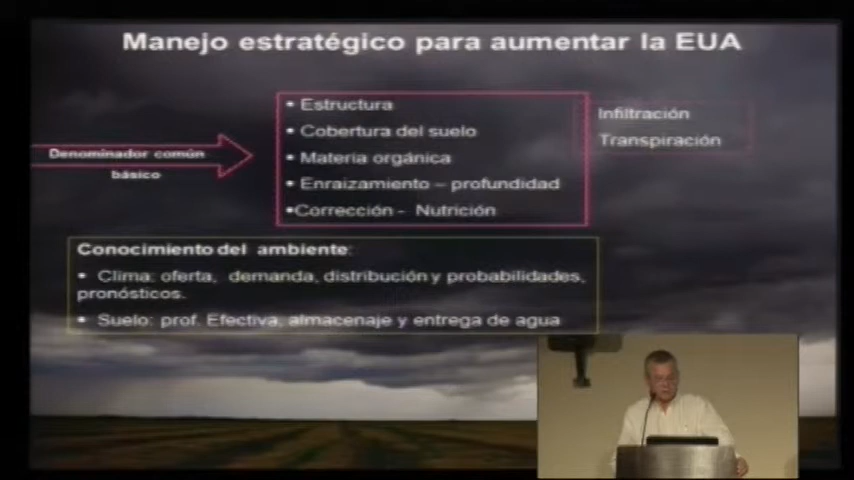 Manejo estratégico para aumentar la EUA
Denominador común
básico
• Estructura
• Cobertura del suelo
• Materia orgánica
• Enraizamiento – profundidad
•Corrección - Nutrición
Infiltración
Transpiración
Conocimiento del ambiente:
• Clima: oferta, demanda, distribución y probabilidades,
pronósticos.
• Suelo: prof. Efectiva, almacenaje y entrega de agua